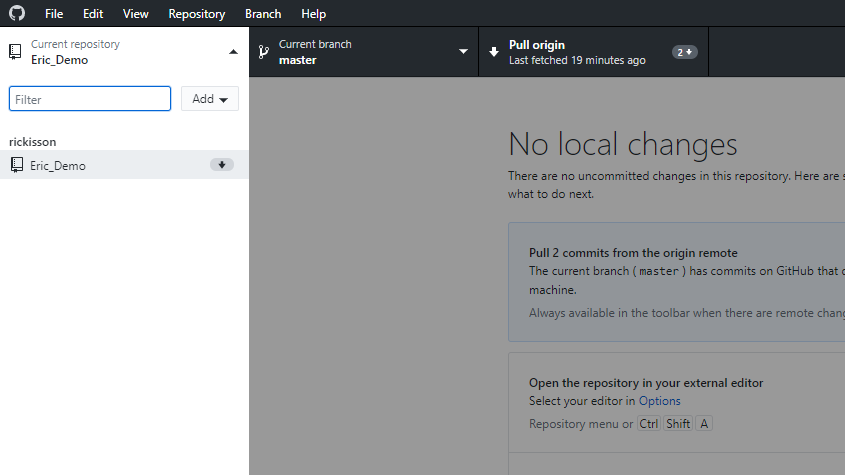 File Edit View Repository Branch Help
Current repository
Eric_Demo
Current branch
master
Pull origin
Last fetched 19 minutes ago
2
Filter
Add
rickisson
Eric_Demo
No local changes
There are no uncommitted changes in this repository. Here are
what to do next.
Pull 2 commits from the origin remote
The current branch (master) has commits on GitHub that
machine.
Always available in the toolbar when there are remote
Open the repository in your external editor
Select your editor in Options
Repository menu or Ctrl Shift A